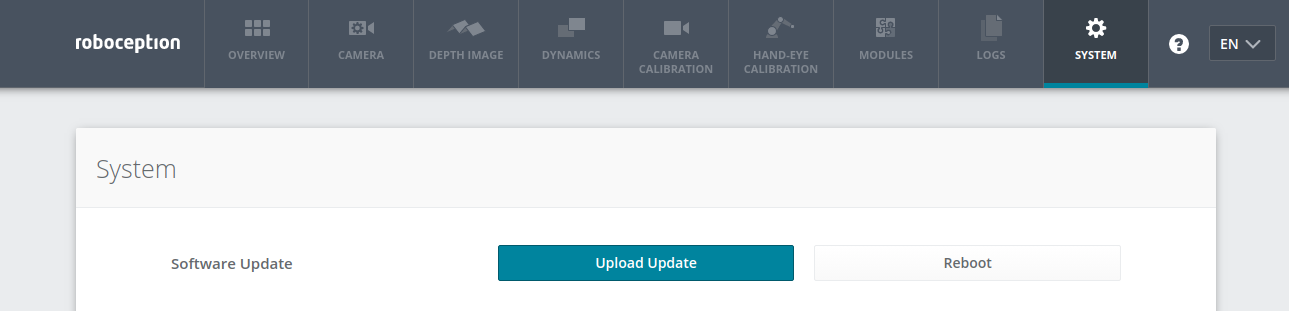 roboception
OVERVIEW
CAMERA
DEPTH IMAGE
DYNAMICS
CAMERA
CALIBRATION
HAND-EYE
CALIBRATION
MODULES
LOGS
SYSTEM
?
EN
System
Software Update
Upload Update
Reboot